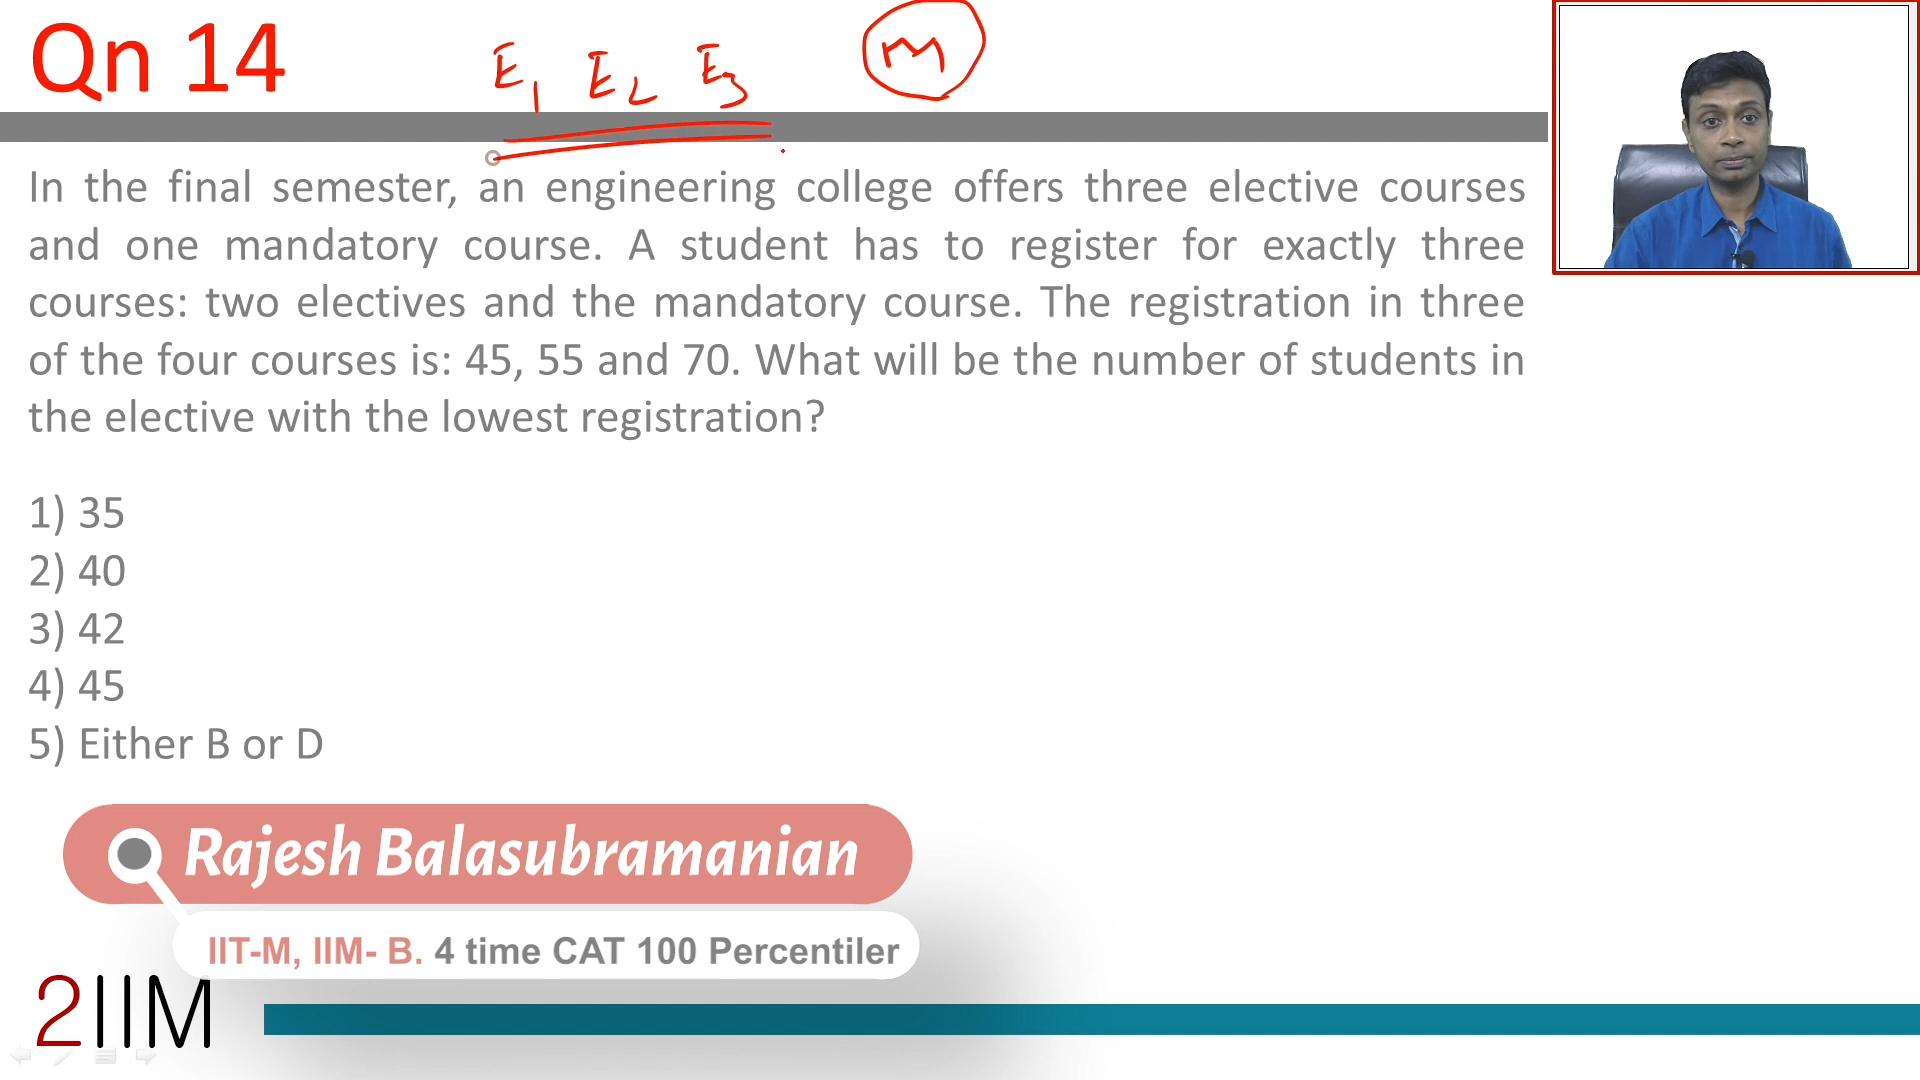 Qn 14
E1 E2 E3 M
In the final semester, an engineering college offers three elective courses
and one mandatory course. A student has to register for exactly three
courses: two electives and the mandatory course. The registration in three
of the four courses is: 45, 55 and 70. What will be the number of students in
the elective with the lowest registration?
1) 35
2) 40
3) 42
4) 45
5) Either B or D
Rajesh Balasubramanian
IIT-M, IIM- B. 4 time CAT 100 Percentiler
2IIM